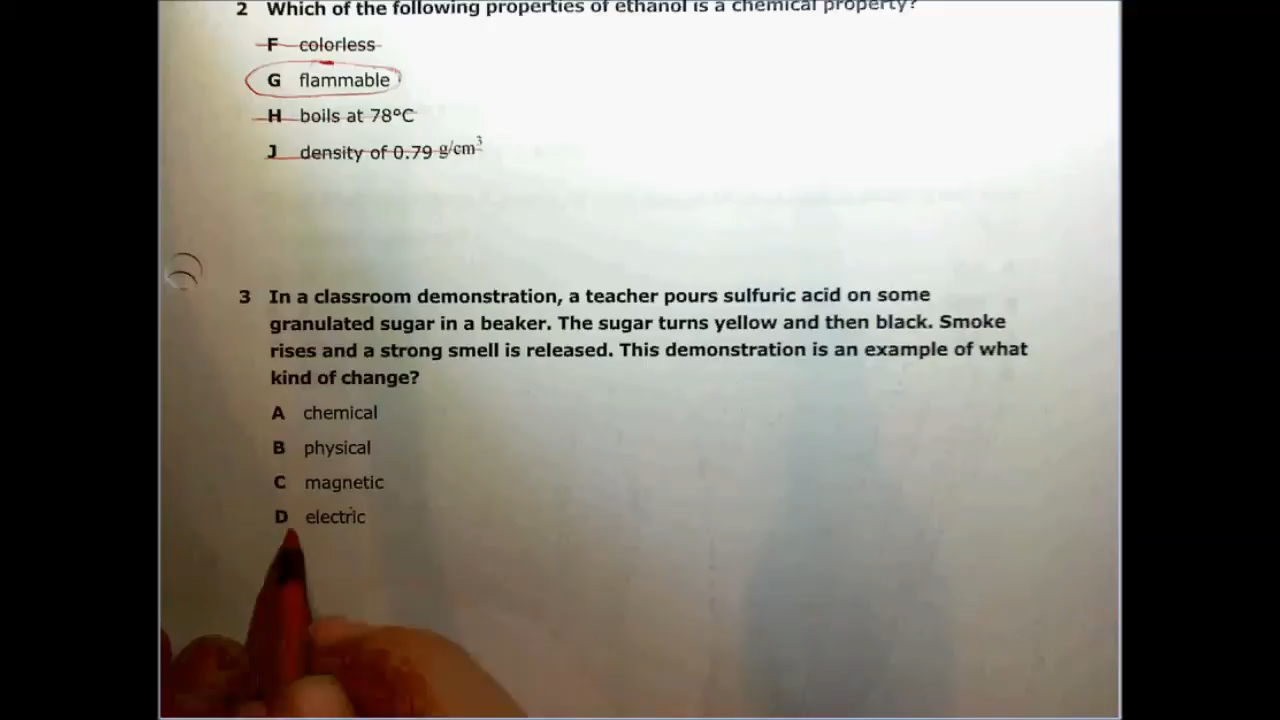 2 Which of the following properties of ethanol is a chemical property?
F colorless
G flammable
H boils at 78°C
J density of 0.79 g/cm³
3 In a classroom demonstration, a teacher pours sulfuric acid on some
granulated sugar in a beaker. The sugar turns yellow and then black. Smoke
rises and a strong smell is released. This demonstration is an example of what
kind of change?
A chemical
B physical
C magnetic
D electric